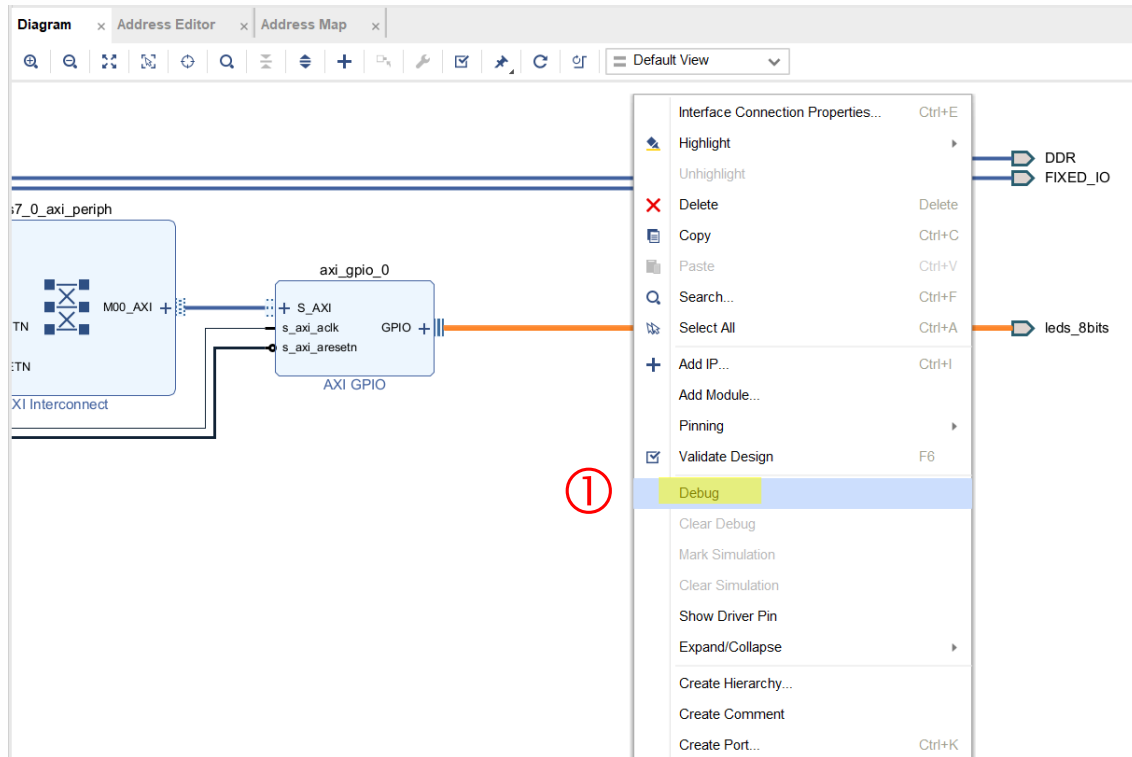 Diagram × Address Editor × Address Map ×
Default View
Interface Connection Properties... Ctrl+E
Highlight
Unhighlight
Delete Delete
Copy Ctrl+C
Paste Ctrl+V
Search... Ctrl+F
Select All Ctrl+A
Add IP... Ctrl+I
Add Module...
Pinning
Validate Design F6
Debug
Clear Debug
Mark Simulation
Clear Simulation
Show Driver Pin
Expand/Collapse
Create Hierarchy...
Create Comment
Create Port... Ctrl+K
DDR
FIXED_IO
leds_8bits
s7_0_axi_periph
M00_AXI
TN
ETN
XI Interconnect
axi_gpio_0
S_AXI
s_axi_aclk GPIO
s_axi_aresetn
AXI GPIO
①